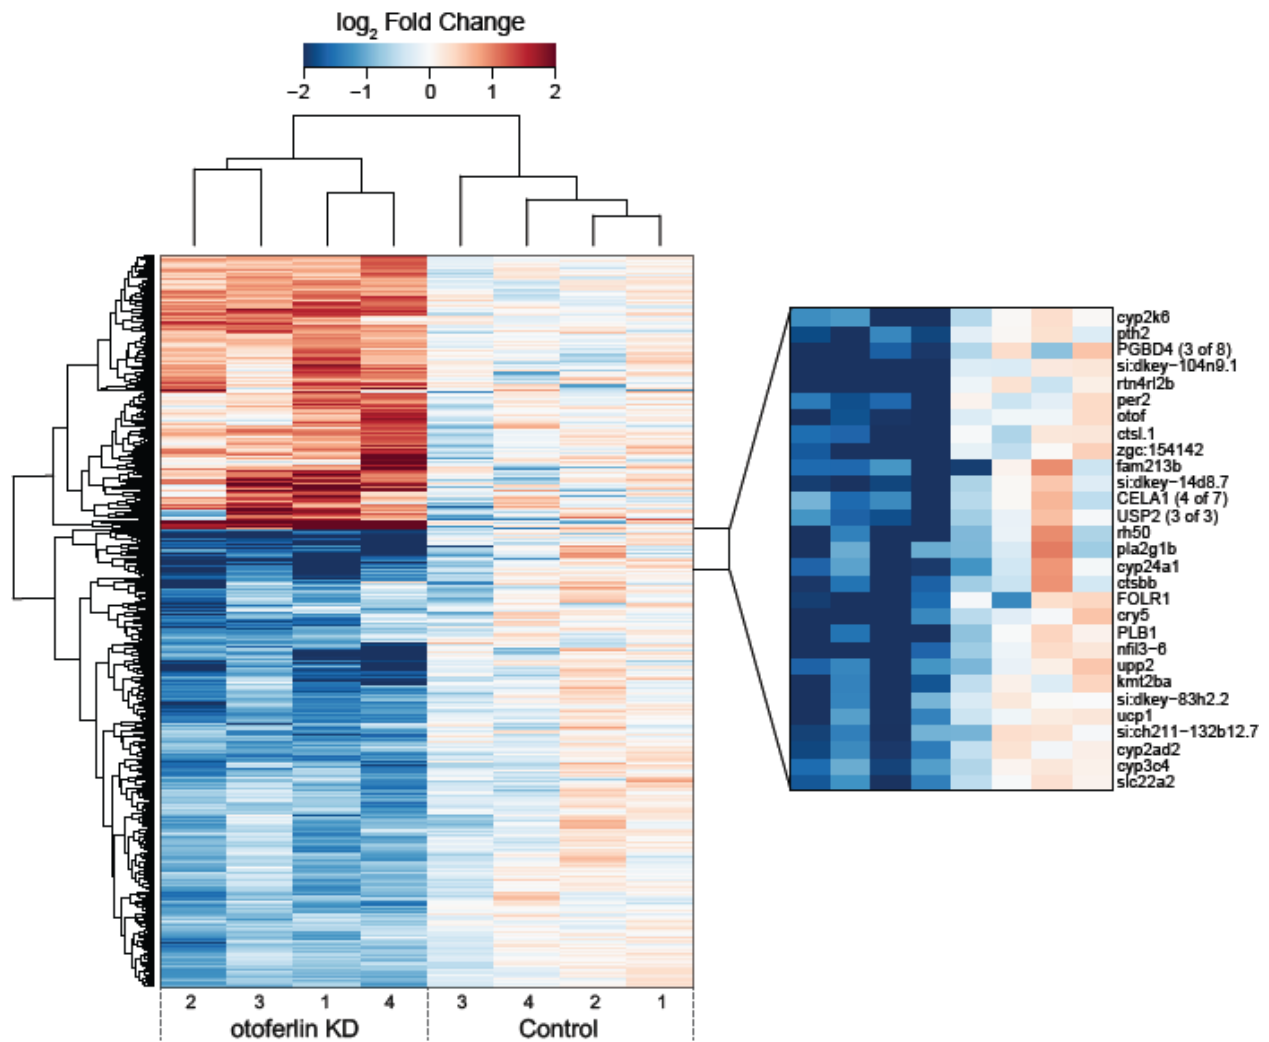 log2 Fold Change
−2 −1 0 1 2
cyp2k6
pth2
PGBD4 (3 of 8)
si:dkey-104n9.1
rtn4rl2b
per2
otof
ctsl.1
zgc:154142
fam213b
si:dkey-14d8.7
CELA1 (4 of 7)
USP2 (3 of 3)
rh50
pla2g1b
cyp24a1
ctsbb
FOLR1
cry5
PLB1
nfil3-6
upp2
kmt2ba
si:dkey-83h2.2
ucp1
si:ch211-132b12.7
cyp2ad2
cyp3c4
slc22a2
2 3 1 4 3 4 2 1
otoferlin KD Control